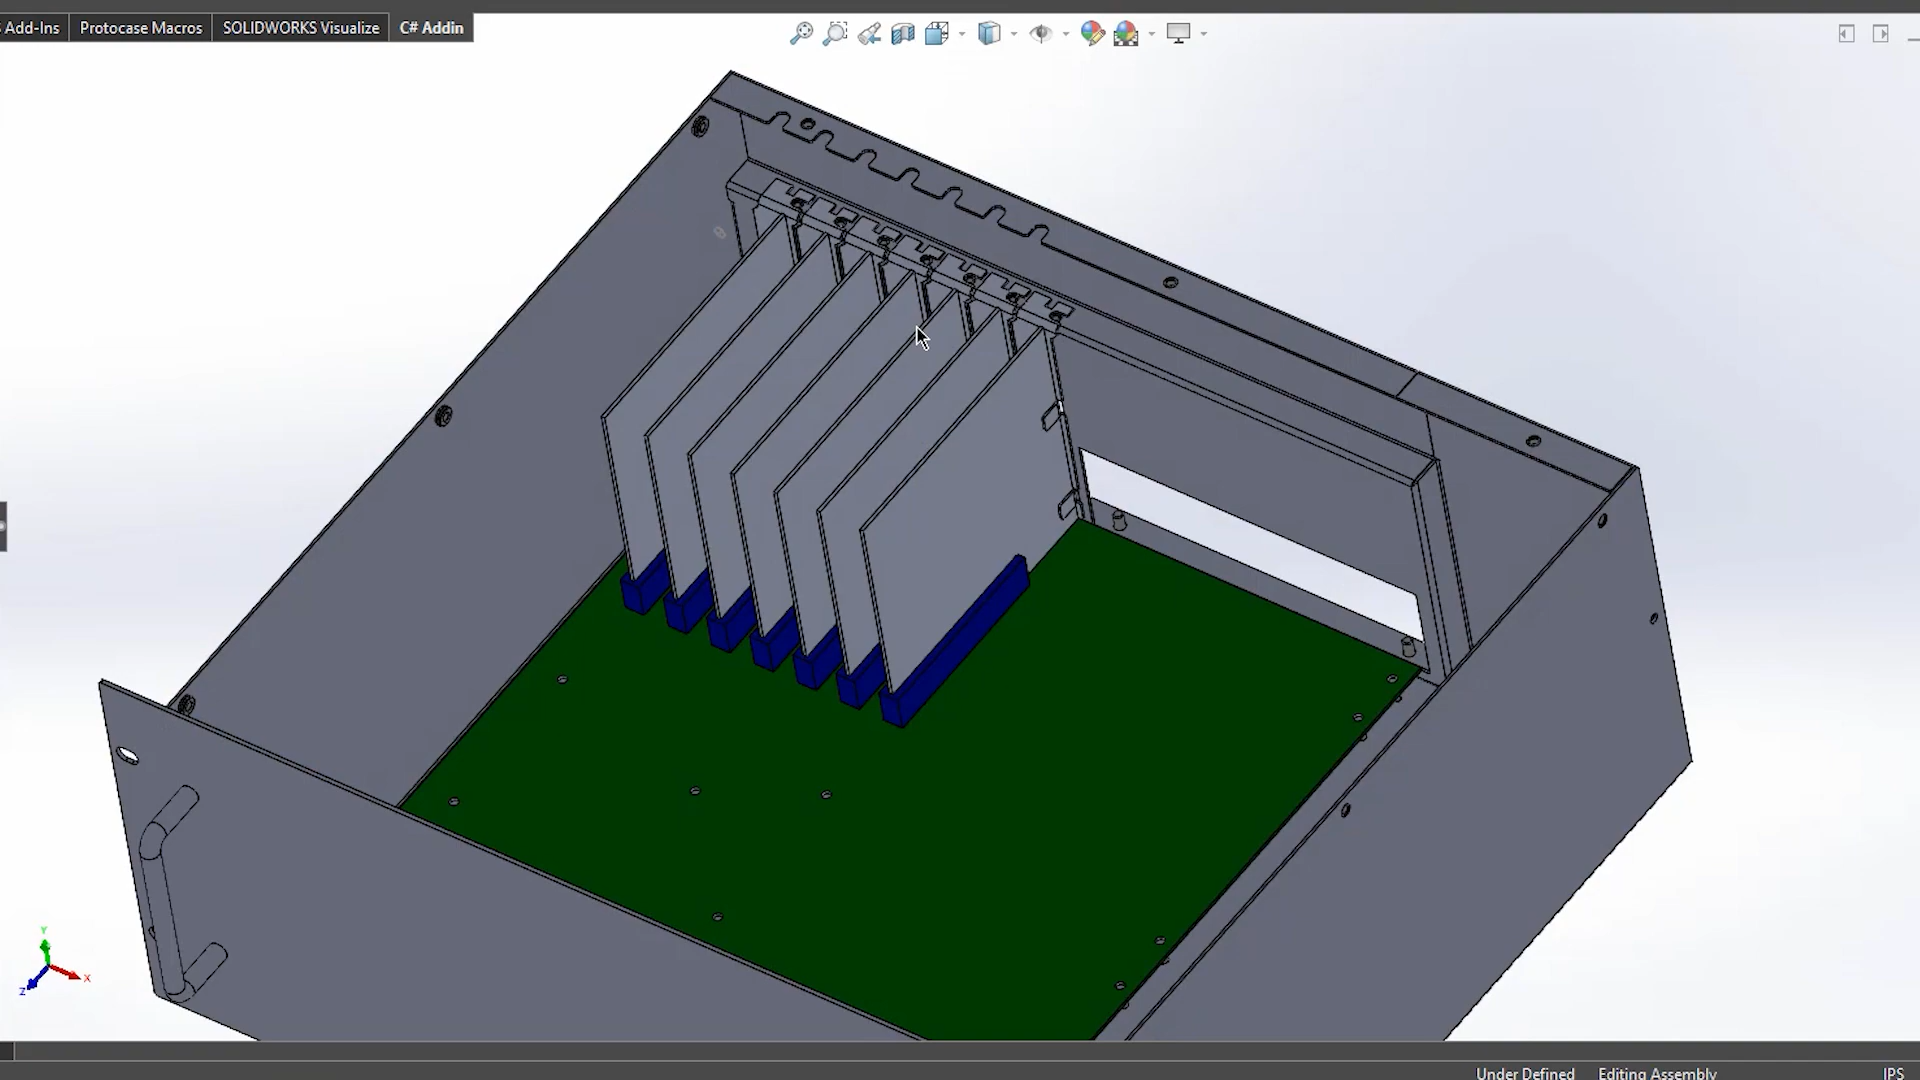 Add-Ins
Protocase Macros
SOLIDWORKS Visualize
C# Addin
Y
X
Z
Under Defined
Editing Assembly
IPS